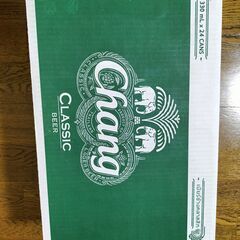 Chang
CLASSIC
BEER
330 mL x 24 CANS